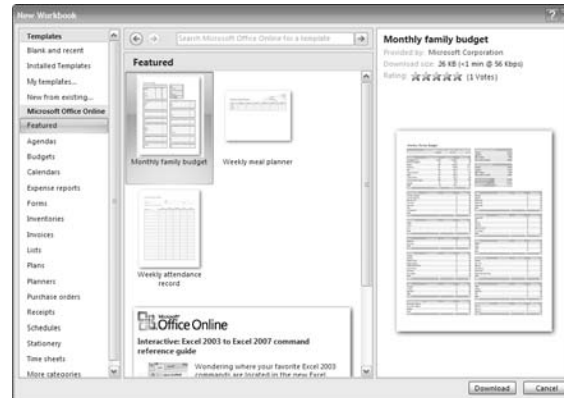 New Workbook
Templates
Blank and recent
Installed Templates
My templates...
New from existing...
Microsoft Office Online
Featured
Agendas
Budgets
Calendars
Expense reports
Forms
Inventories
Invoices
Lists
Plans
Planners
Purchase orders
Receipts
Schedules
Stationery
Time sheets
More categories
Search Microsoft Office Online for a template
Featured
Monthly family budget
Weekly meal planner
Weekly attendance
record
Microsoft
Office Online
Interactive: Excel 2003 to Excel 2007 command
reference guide
Wondering where your favorite Excel 2003
commands are located in the new Excel
Monthly family budget
Provided by: Microsoft Corporation
Download size: 26 KB (<1 min @ 56 Kbps)
Rating: (1 Votes)
Download
Cancel